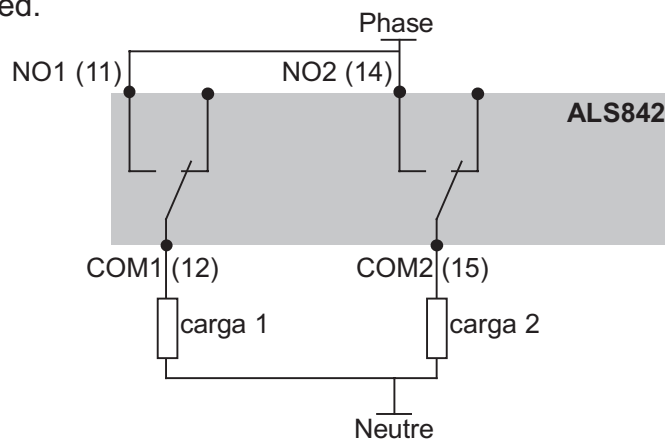 ed.
Phase
NO1 (11) NO2 (14)
ALS842
COM1 (12) COM2 (15)
carga 1 carga 2
Neutre